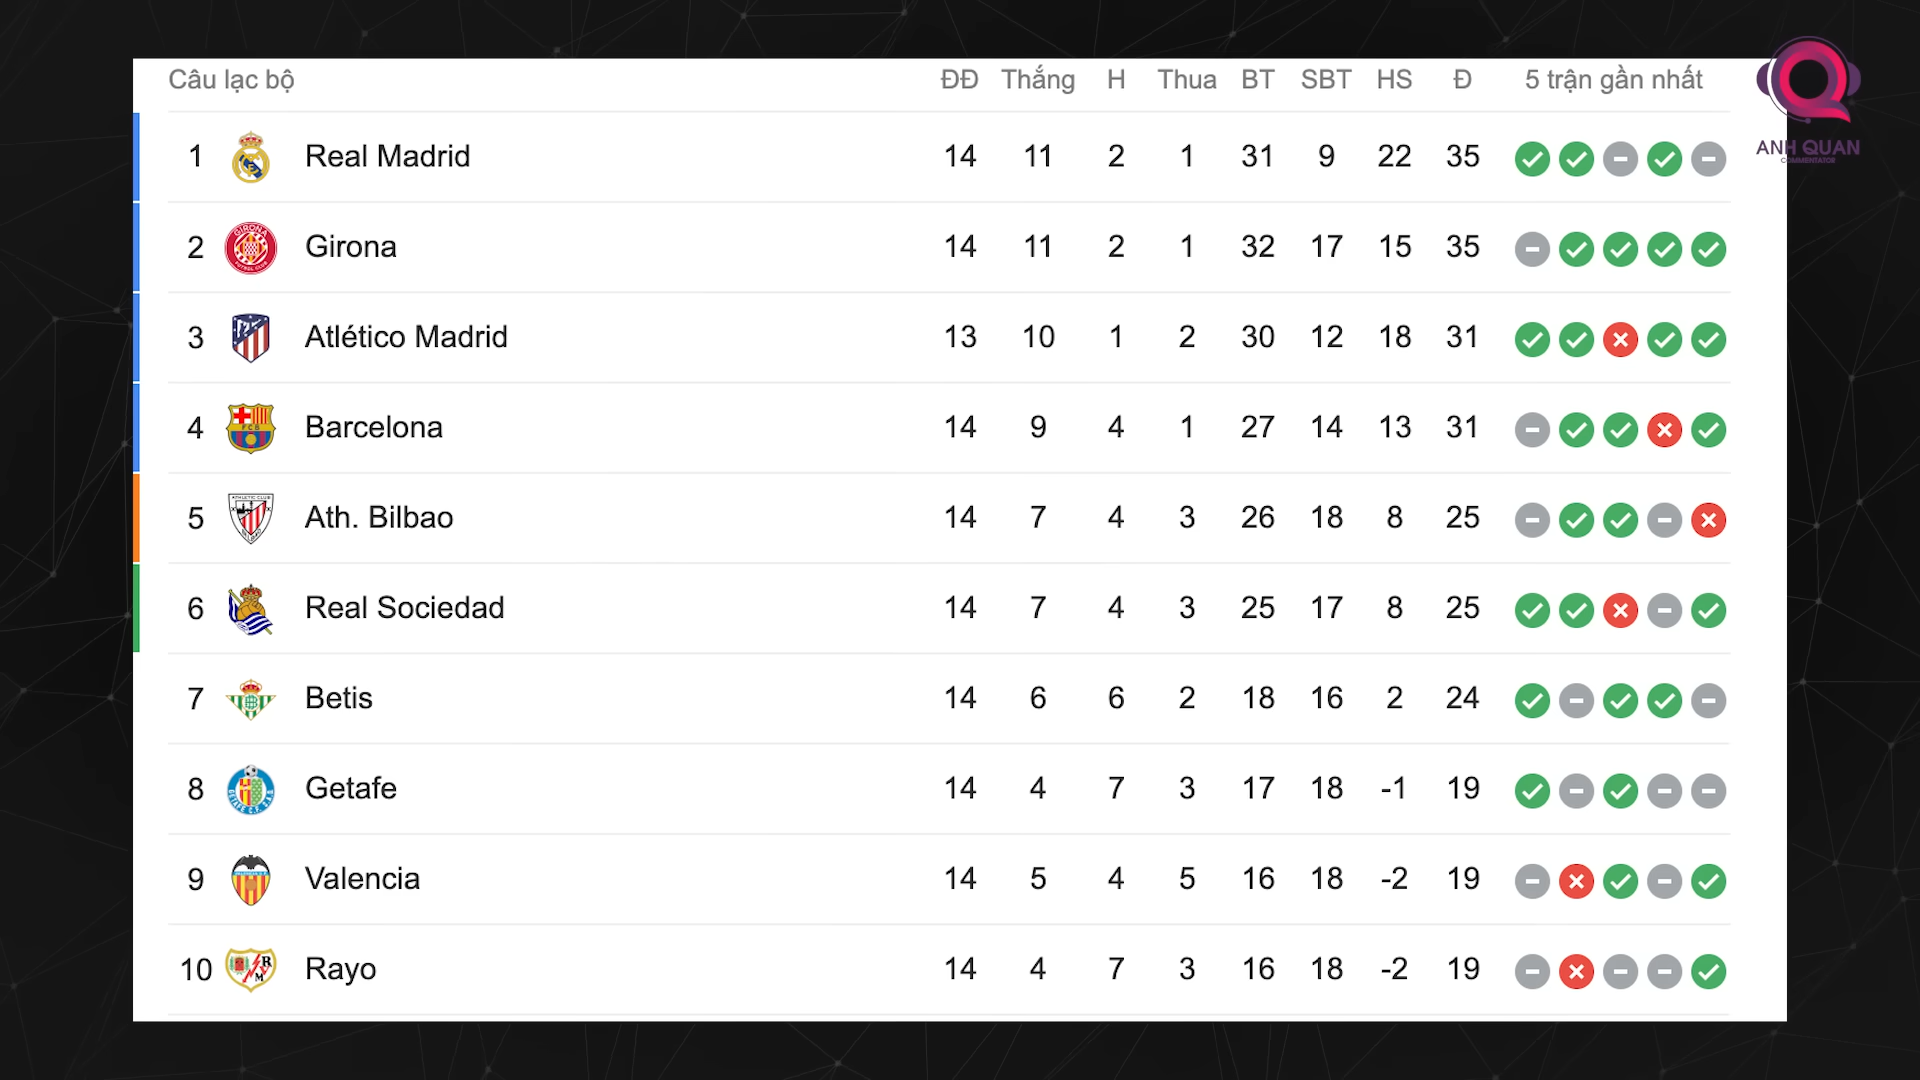 Câu lạc bộ ĐĐ Thắng H Thua BT SBT HS Đ 5 trận gần nhất
1 Real Madrid 14 11 2 1 31 9 22 35
2 Girona 14 11 2 1 32 17 15 35
3 Atlético Madrid 13 10 1 2 30 12 18 31
4 Barcelona 14 9 4 1 27 14 13 31
5 Ath. Bilbao 14 7 4 3 26 18 8 25
6 Real Sociedad 14 7 4 3 25 17 8 25
7 Betis 14 6 6 2 18 16 2 24
8 Getafe 14 4 7 3 17 18 -1 19
9 Valencia 14 5 4 5 16 18 -2 19
10 Rayo 14 4 7 3 16 18 -2 19
ANH QUAN
COMMENTATOR